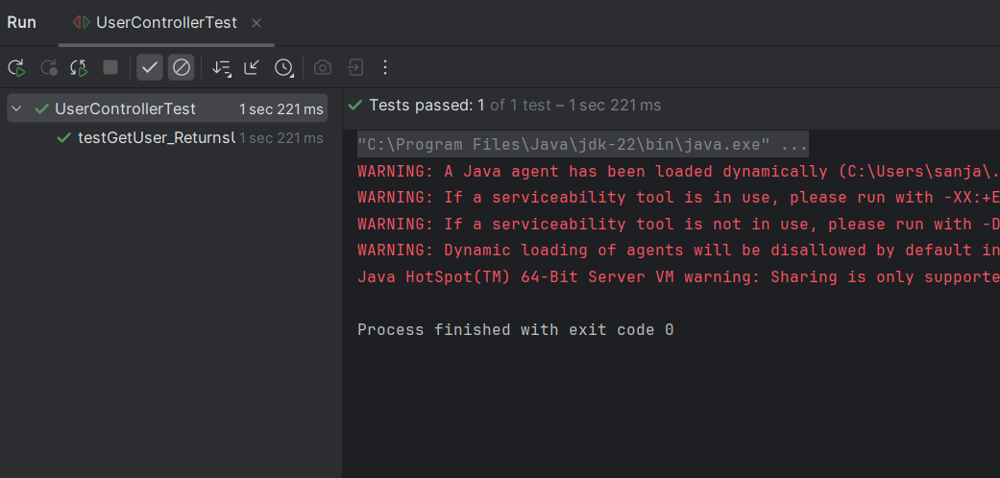 Run UserControllerTest
UserControllerTest 1 sec 221 ms
testGetUser_Returns 1 sec 221 ms
Tests passed: 1 of 1 test – 1 sec 221 ms
"C:\Program Files\Java\jdk-22\bin\java.exe" ...
WARNING: A Java agent has been loaded dynamically (C:\Users\sanja\.
WARNING: If a serviceability tool is in use, please run with -XX:+E
WARNING: If a serviceability tool is not in use, please run with -D
WARNING: Dynamic loading of agents will be disallowed by default in
Java HotSpot(TM) 64-Bit Server VM warning: Sharing is only supporte
Process finished with exit code 0